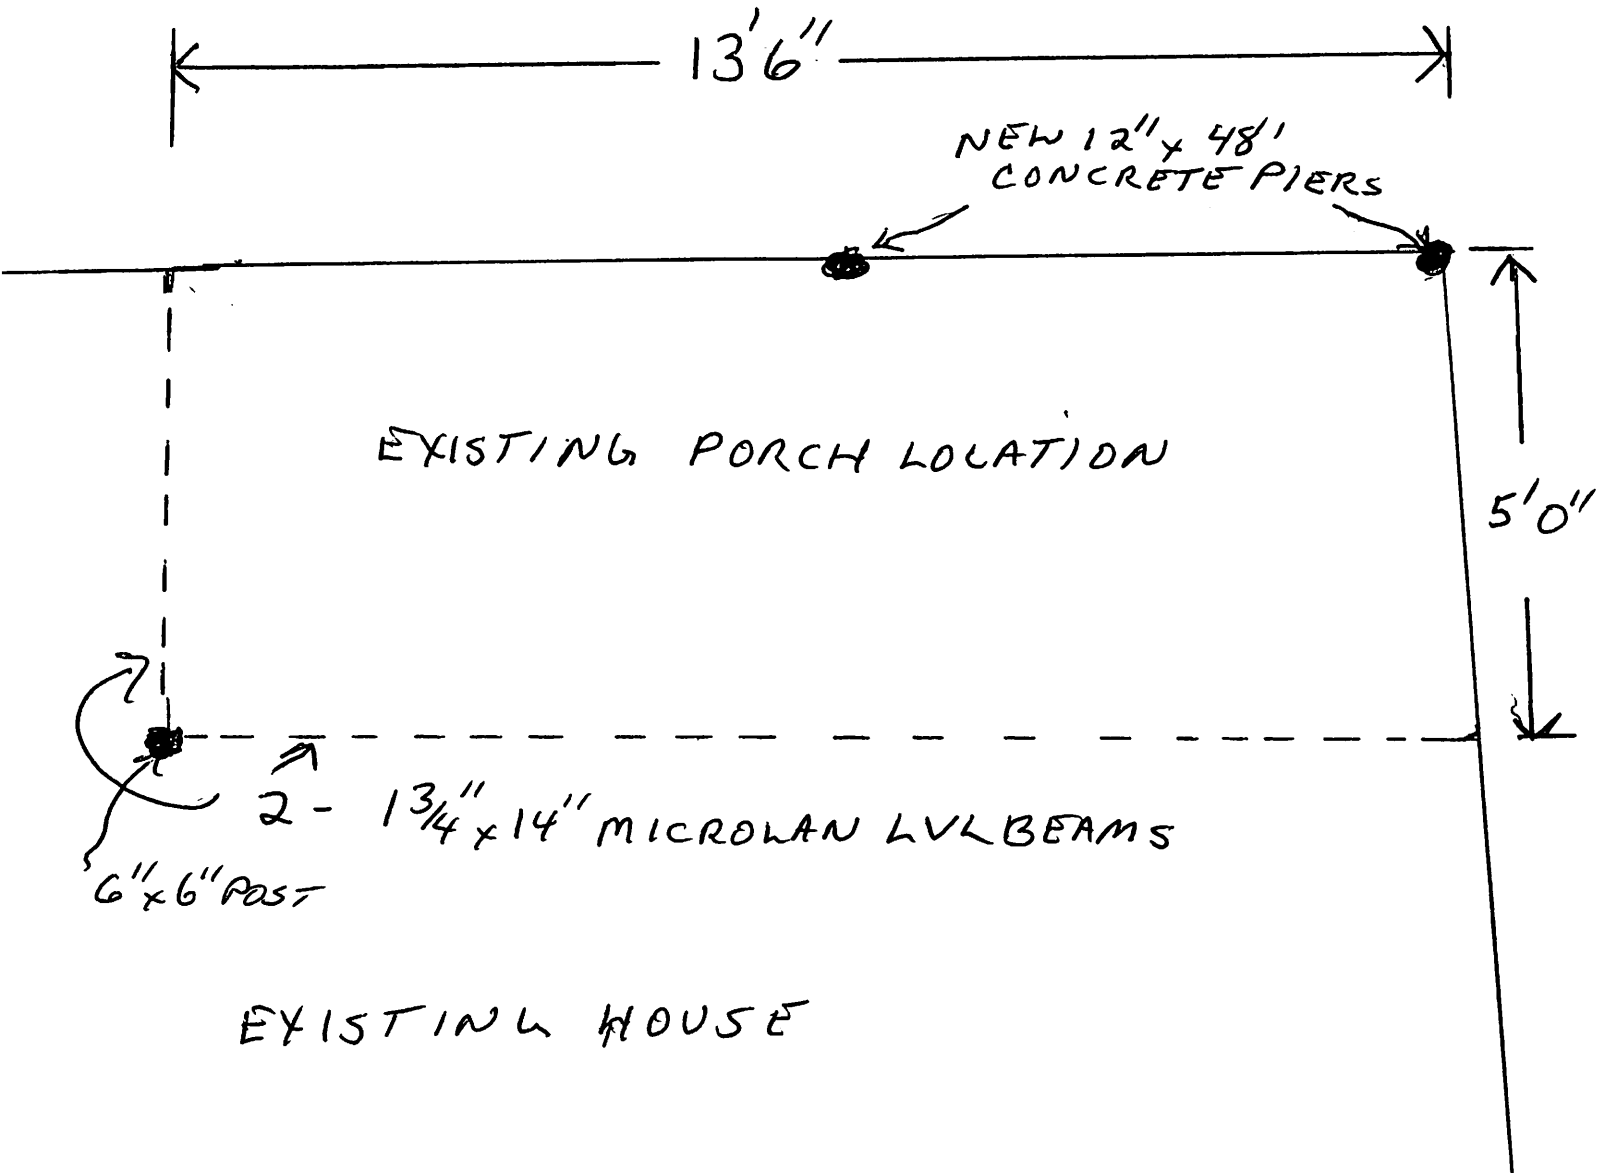 13'6"
NEW 12" x 48"
CONCRETE PIERS
EXISTING PORCH LOCATION
5'0"
2 - 1 3/4" x 14" MICROLAN LVL BEAMS
6" x 6" POST
EXISTING HOUSE